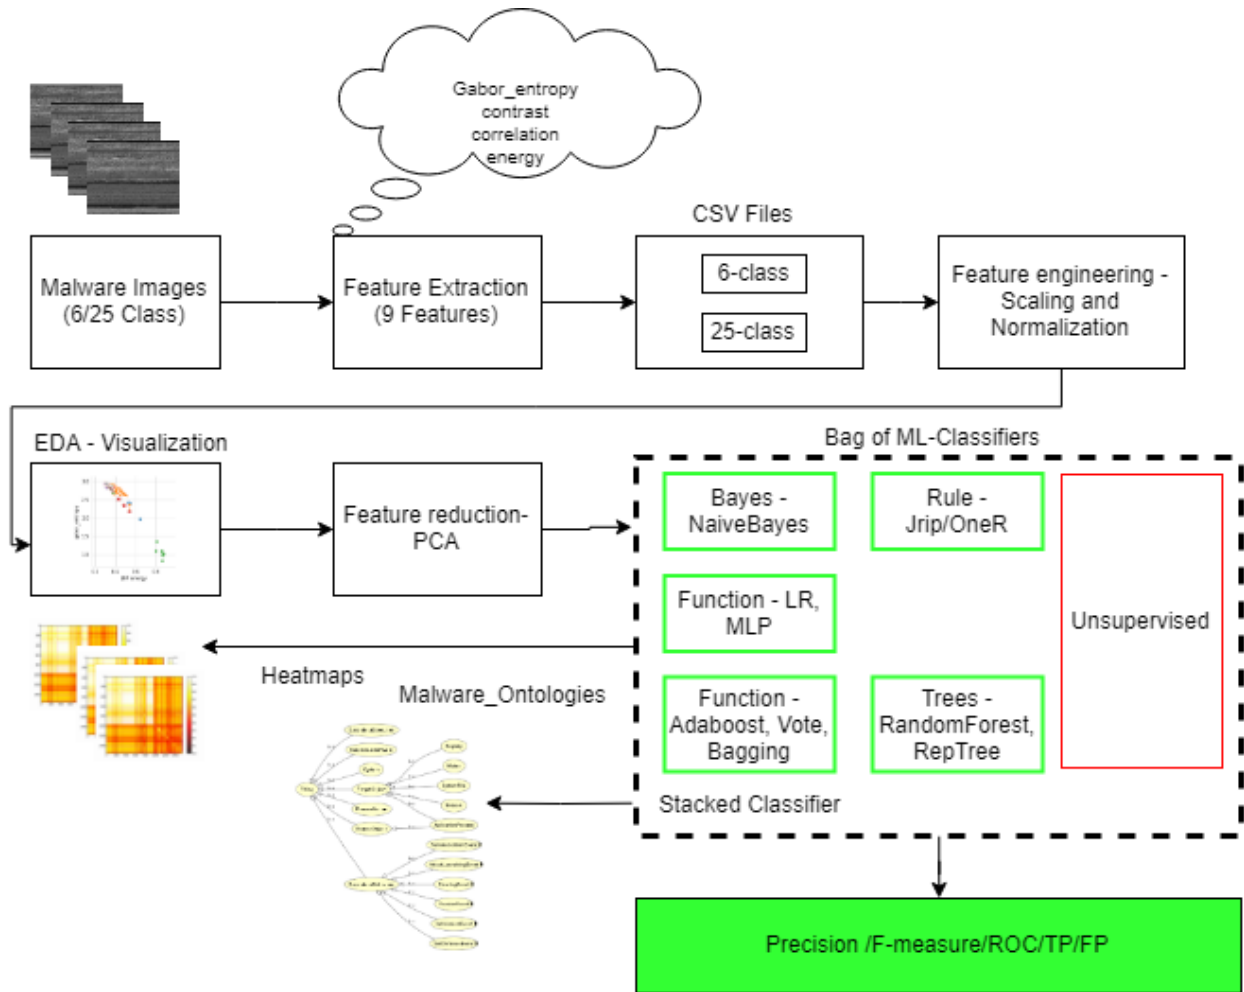 Gabor_entropy
contrast
correlation
energy
CSV Files
Malware Images
(6/25 Class)
Feature Extraction
(9 Features)
6-class
25-class
Feature engineering -
Scaling and
Normalization
EDA - Visualization
Feature reduction-
PCA
Bag of ML-Classifiers
Bayes -
NaiveBayes
Rule -
Jrip/OneR
Function - LR,
MLP
Unsupervised
Function -
Adaboost, Vote,
Bagging
Trees -
RandomForest,
RepTree
Stacked Classifier
Heatmaps
Malware_Ontologies
Precision /F-measure/ROC/TP/FP